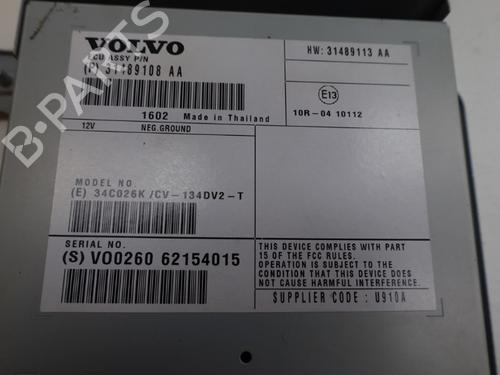 VOLVO
ECU ASSY P/N
(P) 31489108 AA
HW: 31489113 AA
E13
10R-04 10112
1602 Made in Thailand
12V NEG.GROUND
MODEL NO.
(E) 34C026K /CV-134DV2-T
SERIAL NO.
(S) VO0260 62154015
THIS DEVICE COMPLIES WITH PART
15 OF THE FCC RULES.
OPERATION IS SUBJECT TO THE
CONDITION THAT THIS DEVICE DOES
NOT CAUSE HARMFUL INTERFERENCE.
SUPPLIER CODE : U910A
B-PARTS